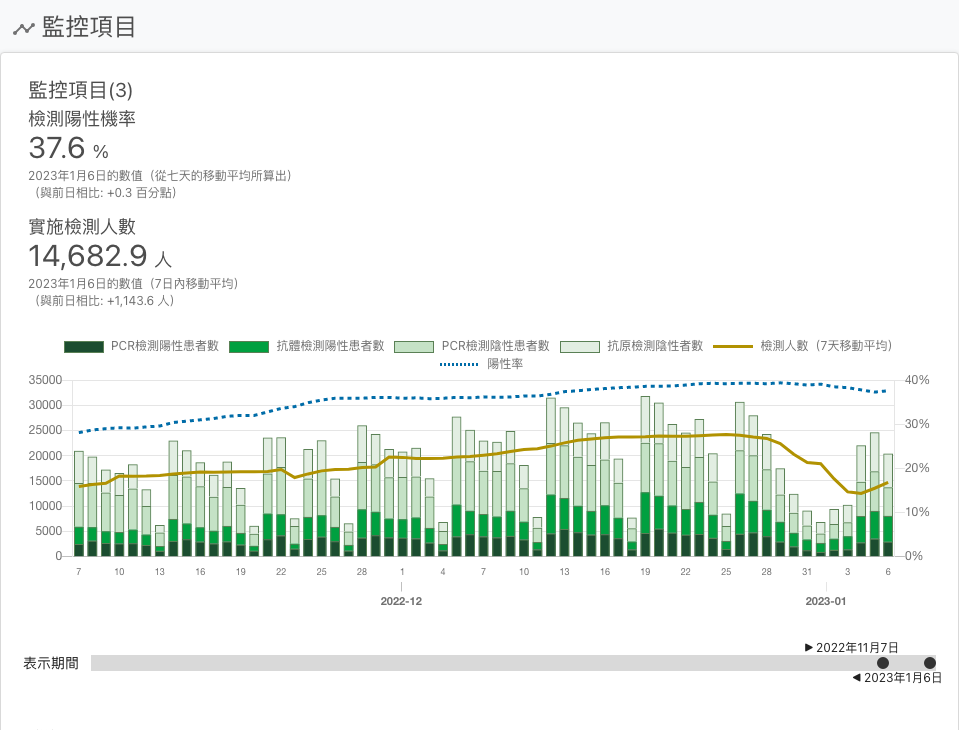 監控項目
監控項目(3)
檢測陽性機率
37.6 %
2023年1月6日的數值（從七天的移動平均所算出）
（與前日相比: +0.3 百分點）
實施檢測人數
14,682.9 人
2023年1月6日的數值（7日內移動平均）
（與前日相比: +1,143.6 人）
PCR檢測陽性患者數 抗體檢測陽性患者數 PCR檢測陰性患者數 抗原檢測陰性者數 檢測人數（7天移動平均）
陽性率
35000 40%
30000
25000 30%
20000
15000 20%
10000
5000 10%
0 0%
7 10 13 16 19 22 25 28 1 4 7 10 13 16 19 22 25 28 31 3 6
2022-12 2023-01
2022年11月7日
表示期間
2023年1月6日